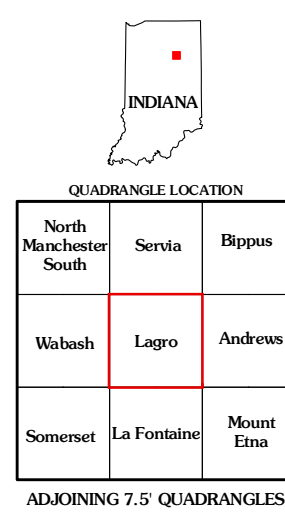 INDIANA
QUADRANGLE LOCATION
North
Manchester
South
Servia
Bippus
Wabash
Lagro
Andrews
Somerset
La Fontaine
Mount
Etna
ADJOINING 7.5' QUADRANGLES